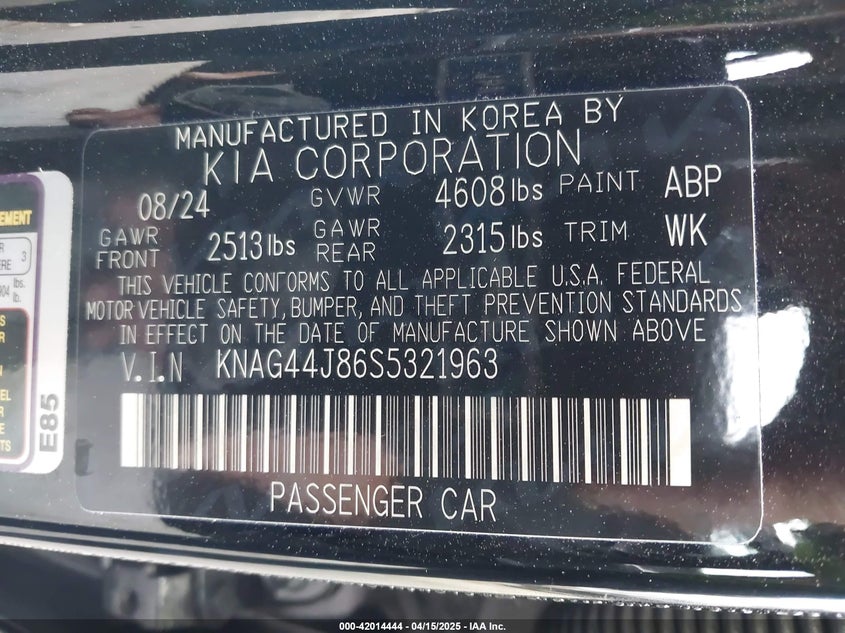 MANUFACTURED IN KOREA BY
KIA CORPORATION
08/24 GVWR 4608 lbs PAINT ABP
GAWR FRONT 2513 lbs GAWR REAR 2315 lbs TRIM WK
THIS VEHICLE CONFORMS TO ALL APPLICABLE U.S.A. FEDERAL
MOTOR VEHICLE SAFETY, BUMPER, AND THEFT PREVENTION STANDARDS
IN EFFECT ON THE DATE OF MANUFACTURE SHOWN ABOVE
V.I.N KNAG44J86S5321963
PASSENGER CAR
3
lbs.
lb.
E85
000-42014444 - 04/15/2025 - IAA Inc.